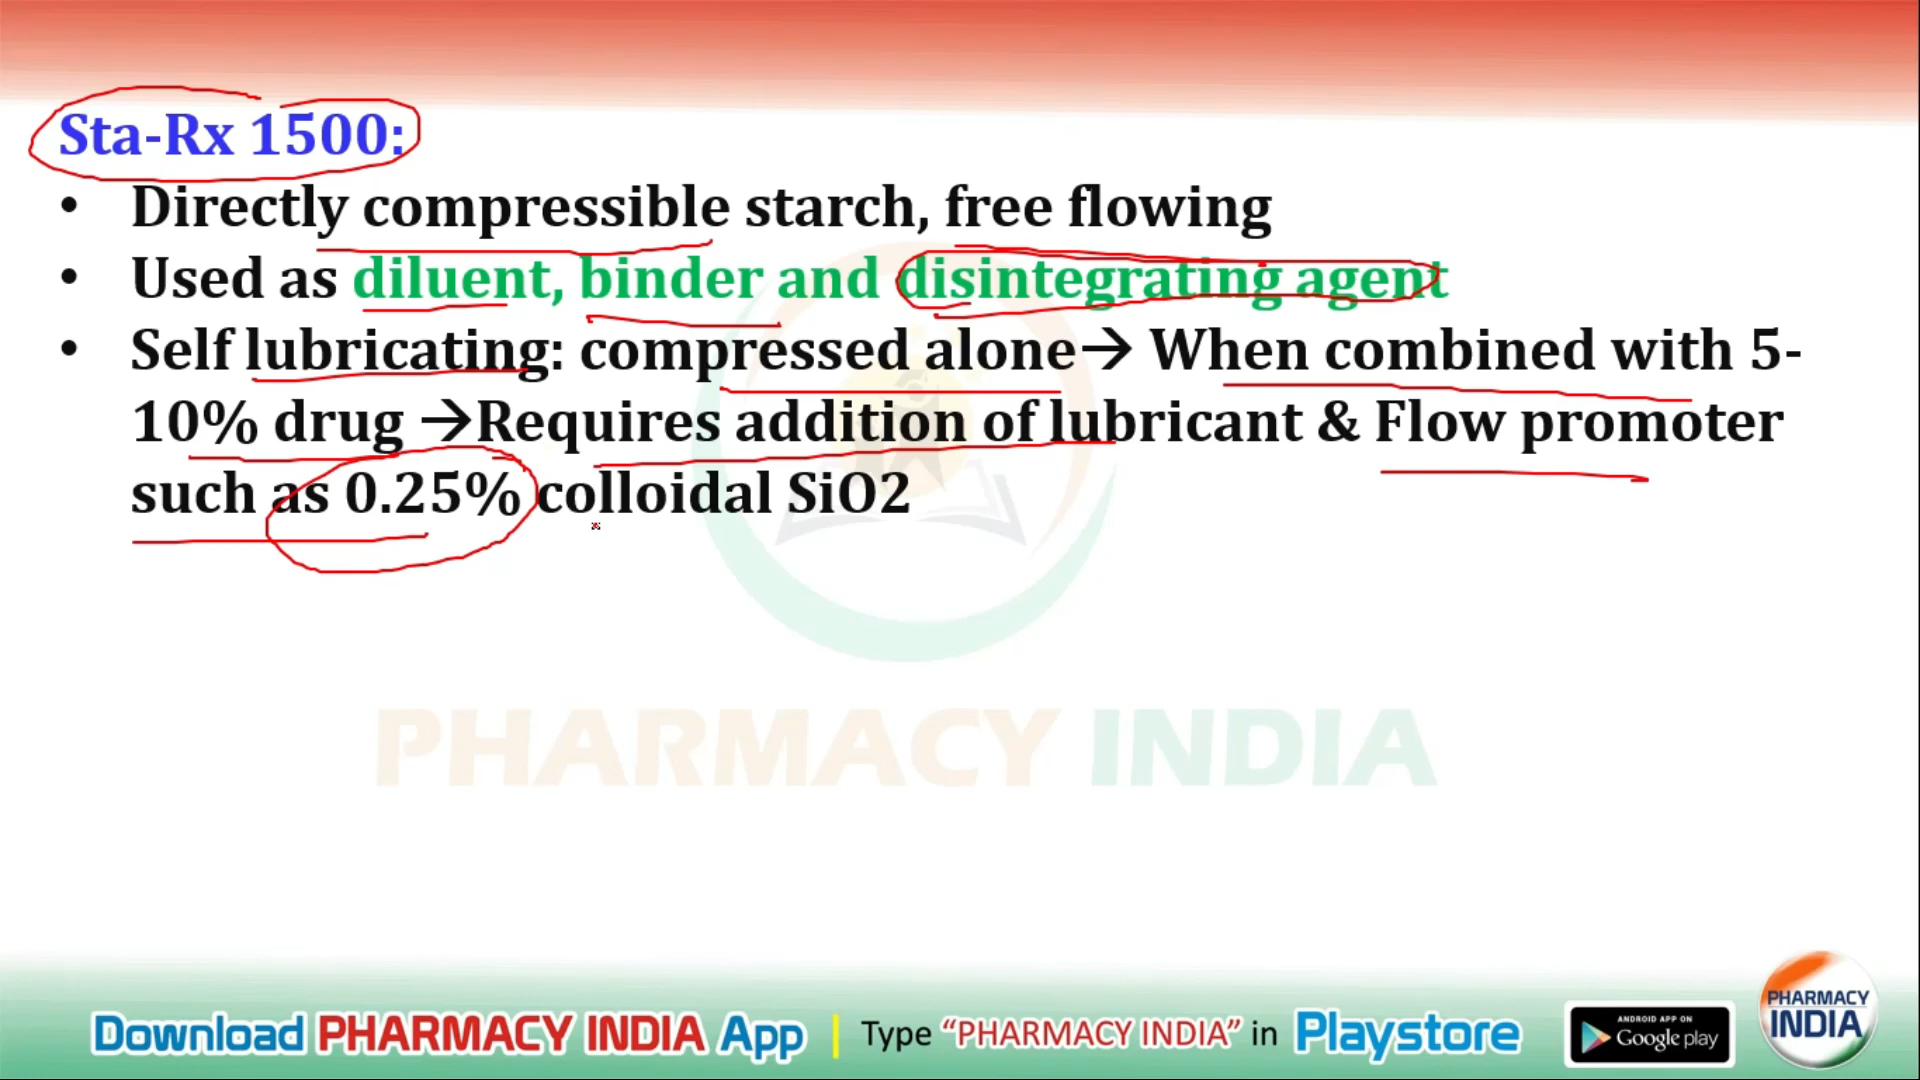 Sta-Rx 1500:
• Directly compressible starch, free flowing
• Used as diluent, binder and disintegrating agent
• Self lubricating: compressed alone→ When combined with 5-
10% drug →Requires addition of lubricant & Flow promoter
such as 0.25% colloidal SiO2
PHARMACY INDIA
Download PHARMACY INDIA App | Type “PHARMACY INDIA” in Playstore
ANDROID APP ON
Google play
PHARMACY
INDIA